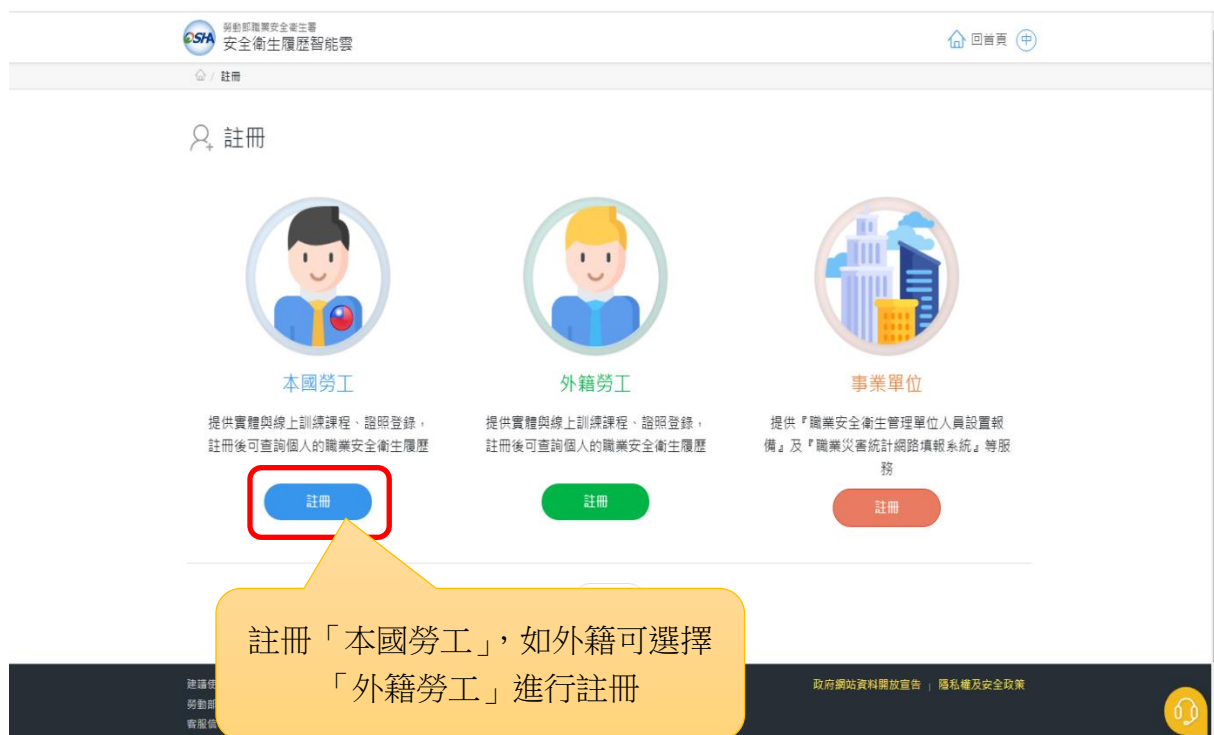 OSHA
勞動部職業安全衛生署
安全衛生履歷智能雲
回首頁 中
/ 註冊
註冊
本國勞工
提供實體與線上訓練課程、證照登錄，
註冊後可查詢個人的職業安全衛生履歷
註冊
外籍勞工
提供實體與線上訓練課程、證照登錄，
註冊後可查詢個人的職業安全衛生履歷
註冊
事業單位
提供『職業安全衛生管理單位人員設置報
備』及『職業災害統計網路填報系統』等服
務
註冊
註冊「本國勞工」，如外籍可選擇
「外籍勞工」進行註冊
建議使
勞動部
客服信
政府網站資料開放宣告 | 隱私權及安全政策